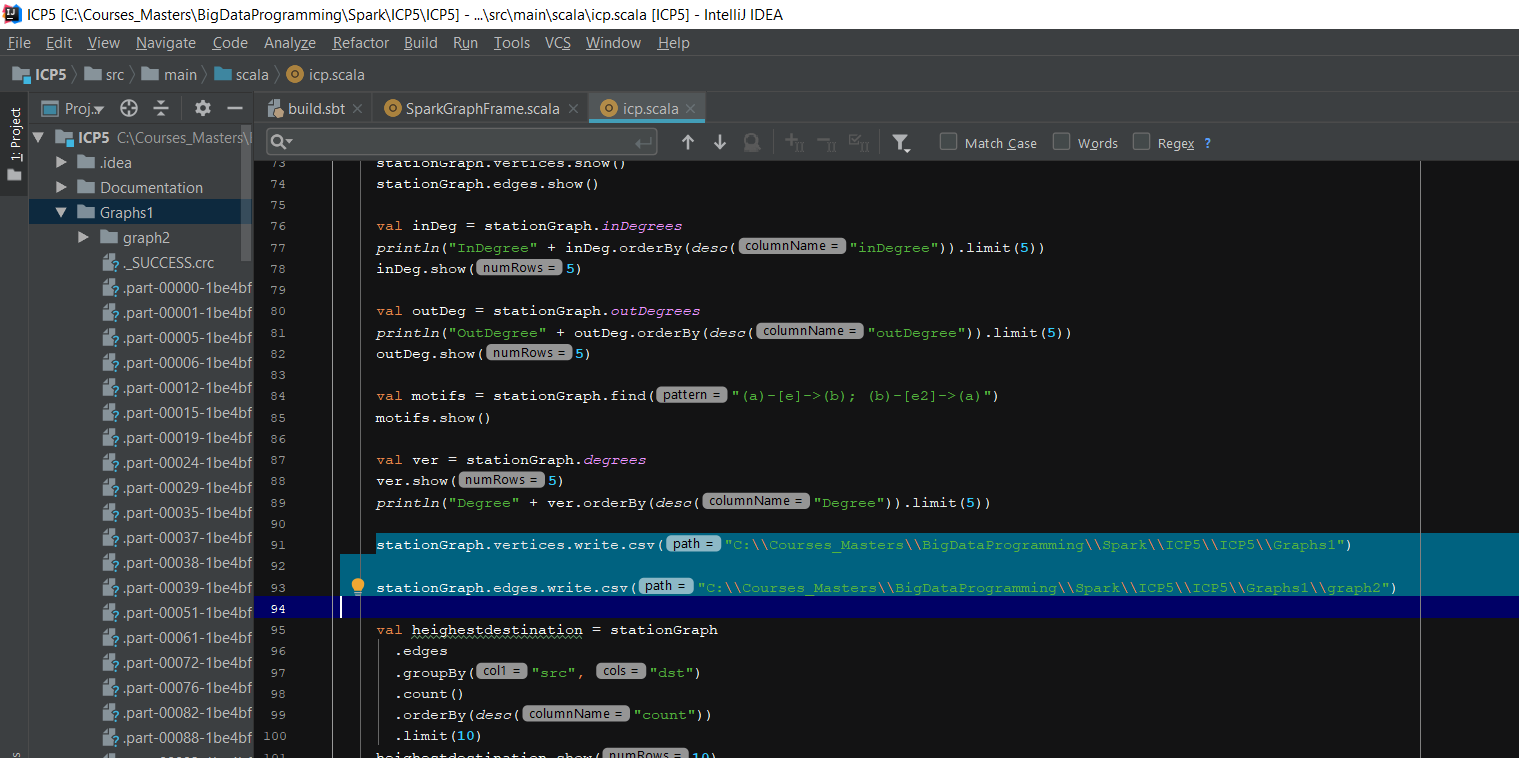 ICP5 [C:\Courses_Masters\BigDataProgramming\Spark\ICP5\ICP5] - ...\src\main\scala\icp.scala [ICP5] - IntelliJ IDEA
File Edit View Navigate Code Analyze Refactor Build Run Tools VCS Window Help
ICP5 src main scala icp.scala
1: Project
Proj..
build.sbt SparkGraphFrame.scala icp.scala
Match Case Words Regex ?
ICP5 C:\Courses_Masters\I
.idea
Documentation
Graphs1
graph2
._SUCCESS.crc
.part-00000-1be4bf
.part-00001-1be4bf
.part-00005-1be4bf
.part-00006-1be4bf
.part-00012-1be4bf
.part-00015-1be4bf
.part-00019-1be4bf
.part-00024-1be4bf
.part-00029-1be4bf
.part-00035-1be4bf
.part-00037-1be4bf
.part-00038-1be4bf
.part-00039-1be4bf
.part-00051-1be4bf
.part-00061-1be4bf
.part-00072-1be4bf
.part-00076-1be4bf
.part-00082-1be4bf
.part-00088-1be4bf
73 stationGraph.vertices.show()
74 stationGraph.edges.show()
75
76 val inDeg = stationGraph.inDegrees
77 println("InDegree" + inDeg.orderBy(desc( columnName = "inDegree")).limit(5))
78 inDeg.show( numRows = 5)
79
80 val outDeg = stationGraph.outDegrees
81 println("OutDegree" + outDeg.orderBy(desc( columnName = "outDegree")).limit(5))
82 outDeg.show( numRows = 5)
83
84 val motifs = stationGraph.find( pattern = "(a)-[e]->(b); (b)-[e2]->(a)")
85 motifs.show()
86
87 val ver = stationGraph.degrees
88 ver.show( numRows = 5)
89 println("Degree" + ver.orderBy(desc( columnName = "Degree")).limit(5))
90
91 stationGraph.vertices.write.csv( path = "C:\\Courses_Masters\\BigDataProgramming\\Spark\\ICP5\\ICP5\\Graphs1")
92
93 stationGraph.edges.write.csv( path = "C:\\Courses_Masters\\BigDataProgramming\\Spark\\ICP5\\ICP5\\Graphs1\\graph2")
94
95 val heighestdestination = stationGraph
96 .edges
97 .groupBy( col1 = "src", cols = "dst")
98 .count()
99 .orderBy(desc( columnName = "count"))
100 .limit(10)
101 heighestdestination.show( numRows = 10)